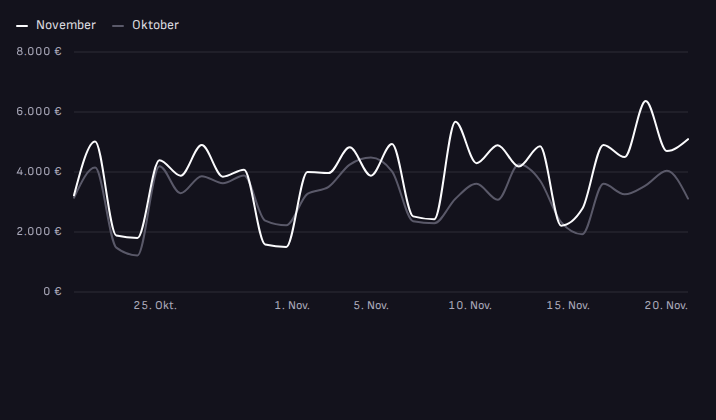 November Oktober
8.000 €
6.000 €
4.000 €
2.000 €
0 €
25. Okt. 1. Nov. 5. Nov. 10. Nov. 15. Nov. 20. Nov.